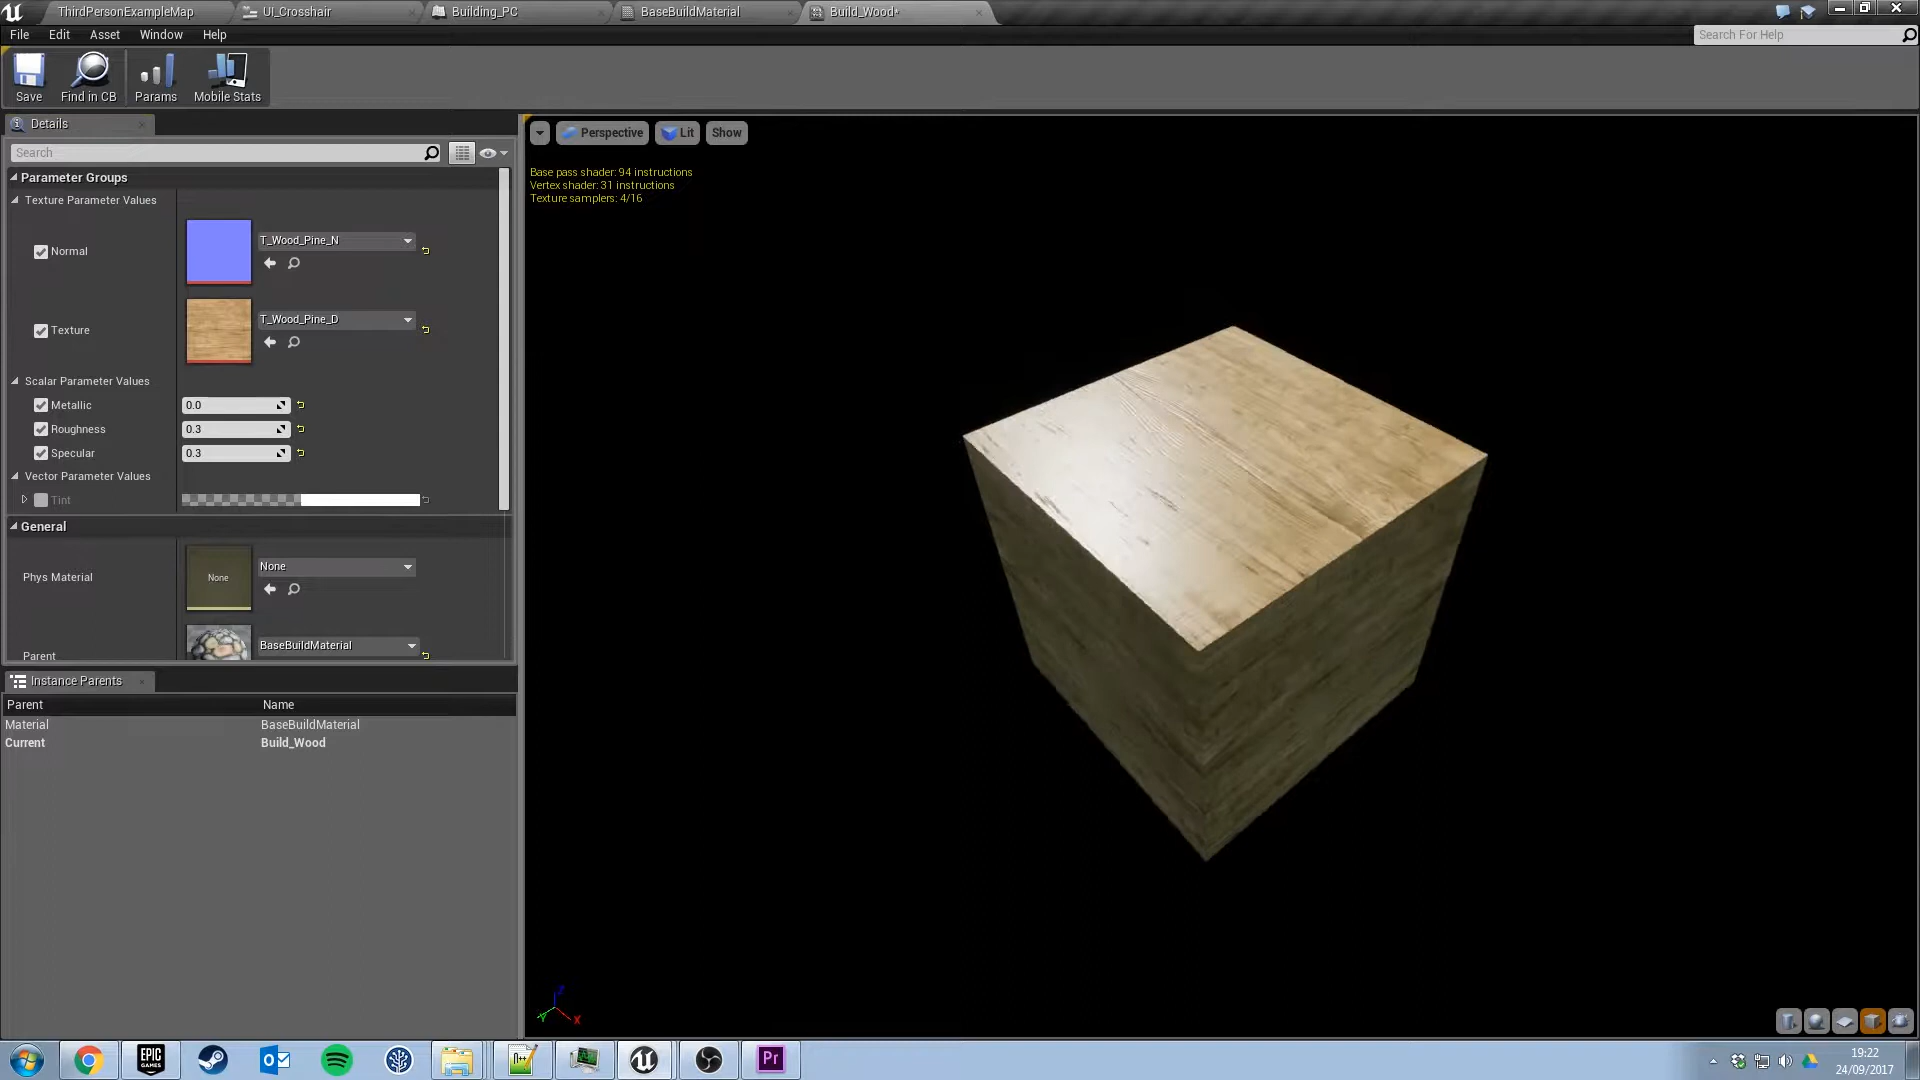 ThirdPersonExampleMap
UI_Crosshair
Building_PC
BaseBuildMaterial
Build_Wood*
File Edit Asset Window Help
Search For Help
Save
Find in CB
Params
Mobile Stats
Details
Search
Perspective
Lit
Show
Base pass shader: 94 instructions
Vertex shader: 31 instructions
Texture samplers: 4/16
Parameter Groups
Texture Parameter Values
Normal
T_Wood_Pine_N
Texture
T_Wood_Pine_D
Scalar Parameter Values
Metallic 0.0
Roughness 0.3
Specular 0.3
Vector Parameter Values
Tint
General
Phys Material
None
None
Parent
BaseBuildMaterial
Instance Parents
Parent Name
Material BaseBuildMaterial
Current Build_Wood
Z
Y
X
EPIC
GAMES
Pr
19:22
24/09/2017